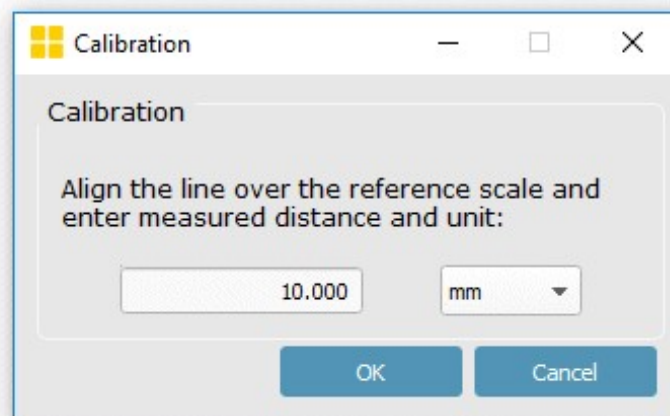 Calibration
Calibration
Align the line over the reference scale and
enter measured distance and unit:
10.000 mm
OK Cancel